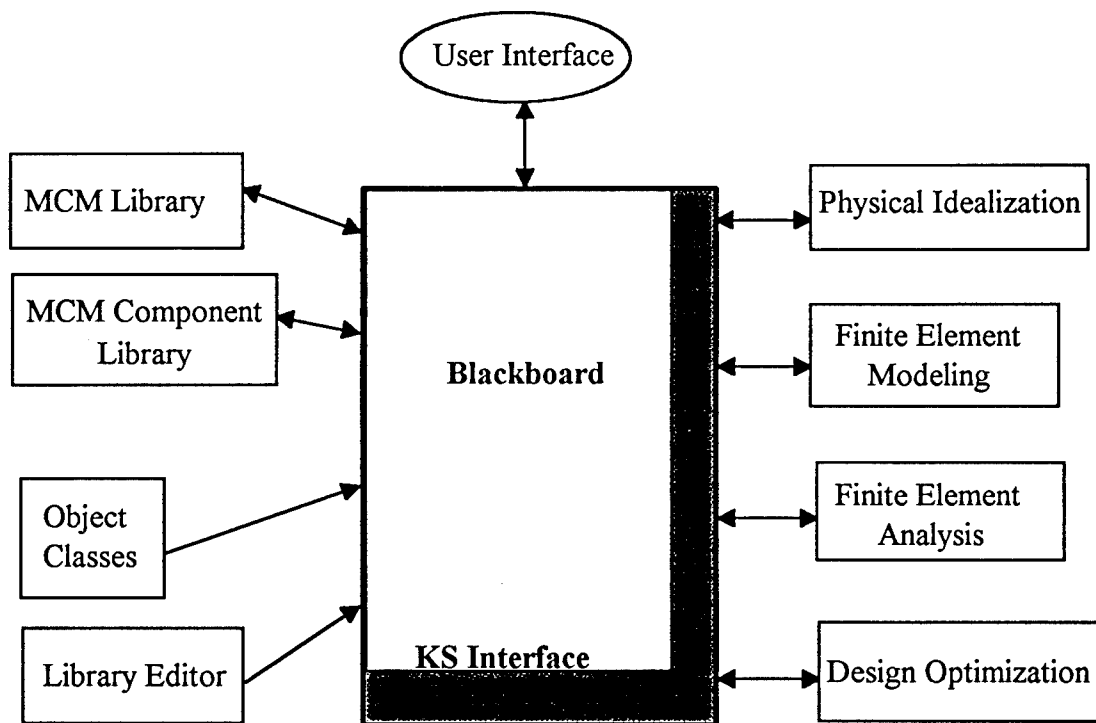 User Interface
MCM Library
MCM Component
Library
Object
Classes
Library Editor
Blackboard
KS Interface
Physical Idealization
Finite Element
Modeling
Finite Element
Analysis
Design Optimization